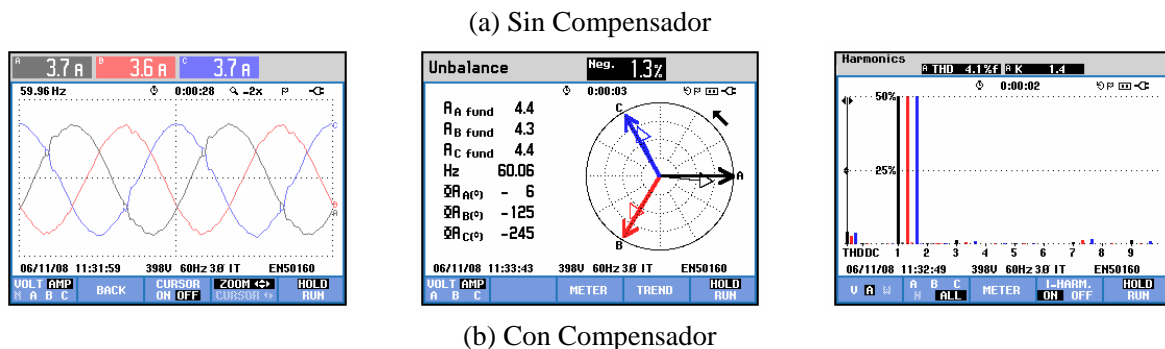 (a) Sin Compensador
A 3.7 A B 3.6 A C 3.7 A
59.96 Hz 0:00:28 -2x
C
B
A
06/11/08 11:31:59 398V 60Hz 3Ø IT EN50160
VOLT AMP
N A B C
BACK
CURSOR
ON OFF
ZOOM
CURSOR
HOLD
RUN
Unbalance Neg. 1.3%
0:00:03
A A fund 4.4
A B fund 4.3
A C fund 4.4
Hz 60.06
ΦA A(°) - 6
ΦA B(°) -125
ΦA C(°) -245
C
A
B
06/11/08 11:33:43 398V 60Hz 3Ø IT EN50160
VOLT AMP
A B C
METER
TREND
HOLD
RUN
Harmonics
A THD 4.1%f A K 1.4
0:00:02
50%
25%
THDDC 1 2 3 4 5 6 7 8 9
06/11/08 11:32:49 398V 60Hz 3Ø IT EN50160
V A W
A B C
N ALL
METER
I-HARM.
ON OFF
HOLD
RUN
(b) Con Compensador